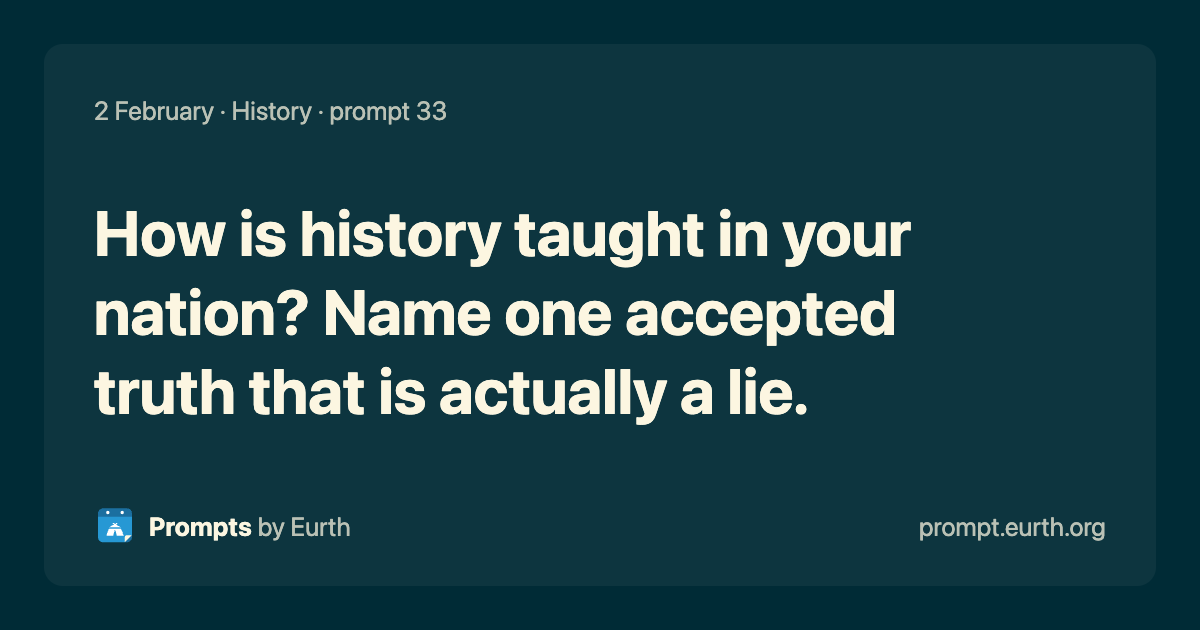 2 February · History · prompt 33
How is history taught in your
nation? Name one accepted
truth that is actually a lie.
Prompts by Eurth
prompt.eurth.org